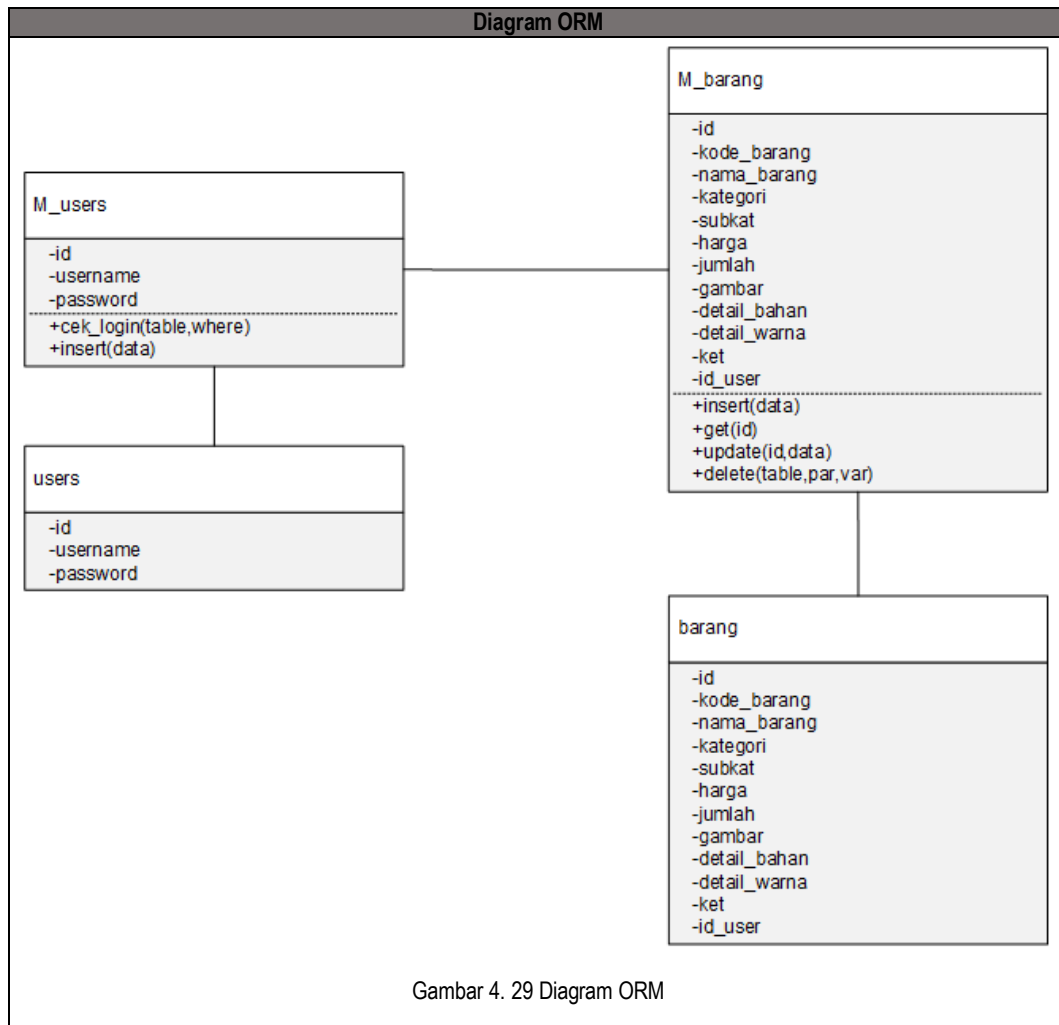 Diagram ORM
M_users
-id
-username
-password
+cek_login(table,where)
+insert(data)
users
-id
-username
-password
M_barang
-id
-kode_barang
-nama_barang
-kategori
-subkat
-harga
-jumlah
-gambar
-detail_bahan
-detail_warna
-ket
-id_user
+insert(data)
+get(id)
+update(id,data)
+delete(table,par,var)
barang
-id
-kode_barang
-nama_barang
-kategori
-subkat
-harga
-jumlah
-gambar
-detail_bahan
-detail_warna
-ket
-id_user
Gambar 4. 29 Diagram ORM